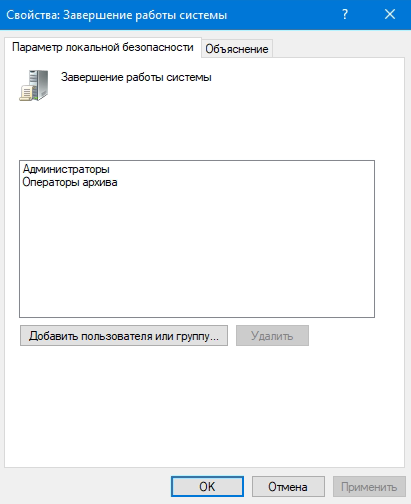 Свойства: Завершение работы системы
Параметр локальной безопасности
Объяснение
Завершение работы системы
Администраторы
Операторы архива
Добавить пользователя или группу...
Удалить
OK
Отмена
Применить